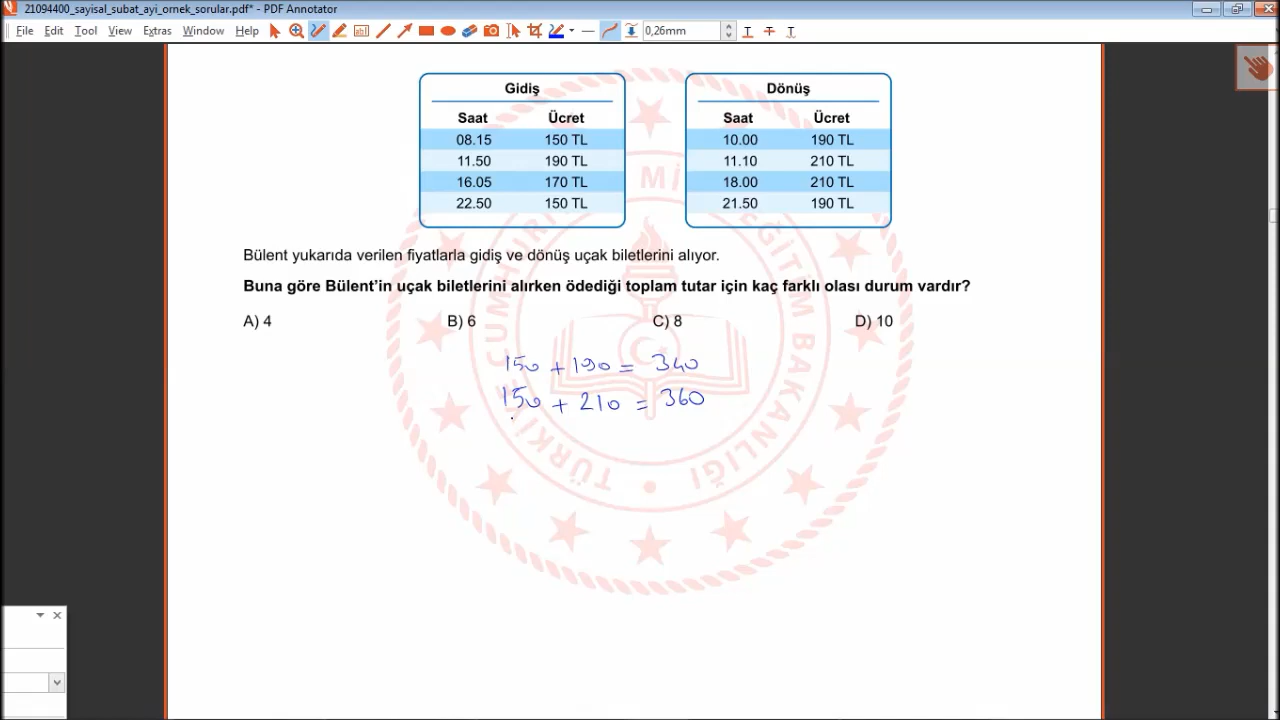 21094400_sayisal_subat_ayi_ornek_sorular.pdf* - PDF Annotator
File Edit Tool View Extras Window Help 0,26mm
Gidiş
Saat Ücret
08.15 150 TL
11.50 190 TL
16.05 170 TL
22.50 150 TL
Dönüş
Saat Ücret
10.00 190 TL
11.10 210 TL
18.00 210 TL
21.50 190 TL
Bülent yukarıda verilen fiyatlarla gidiş ve dönüş uçak biletlerini alıyor.
Buna göre Bülent’in uçak biletlerini alırken ödediği toplam tutar için kaç farklı olası durum vardır?
A) 4 B) 6 C) 8 D) 10
150 + 190 = 340
150 + 210 = 360